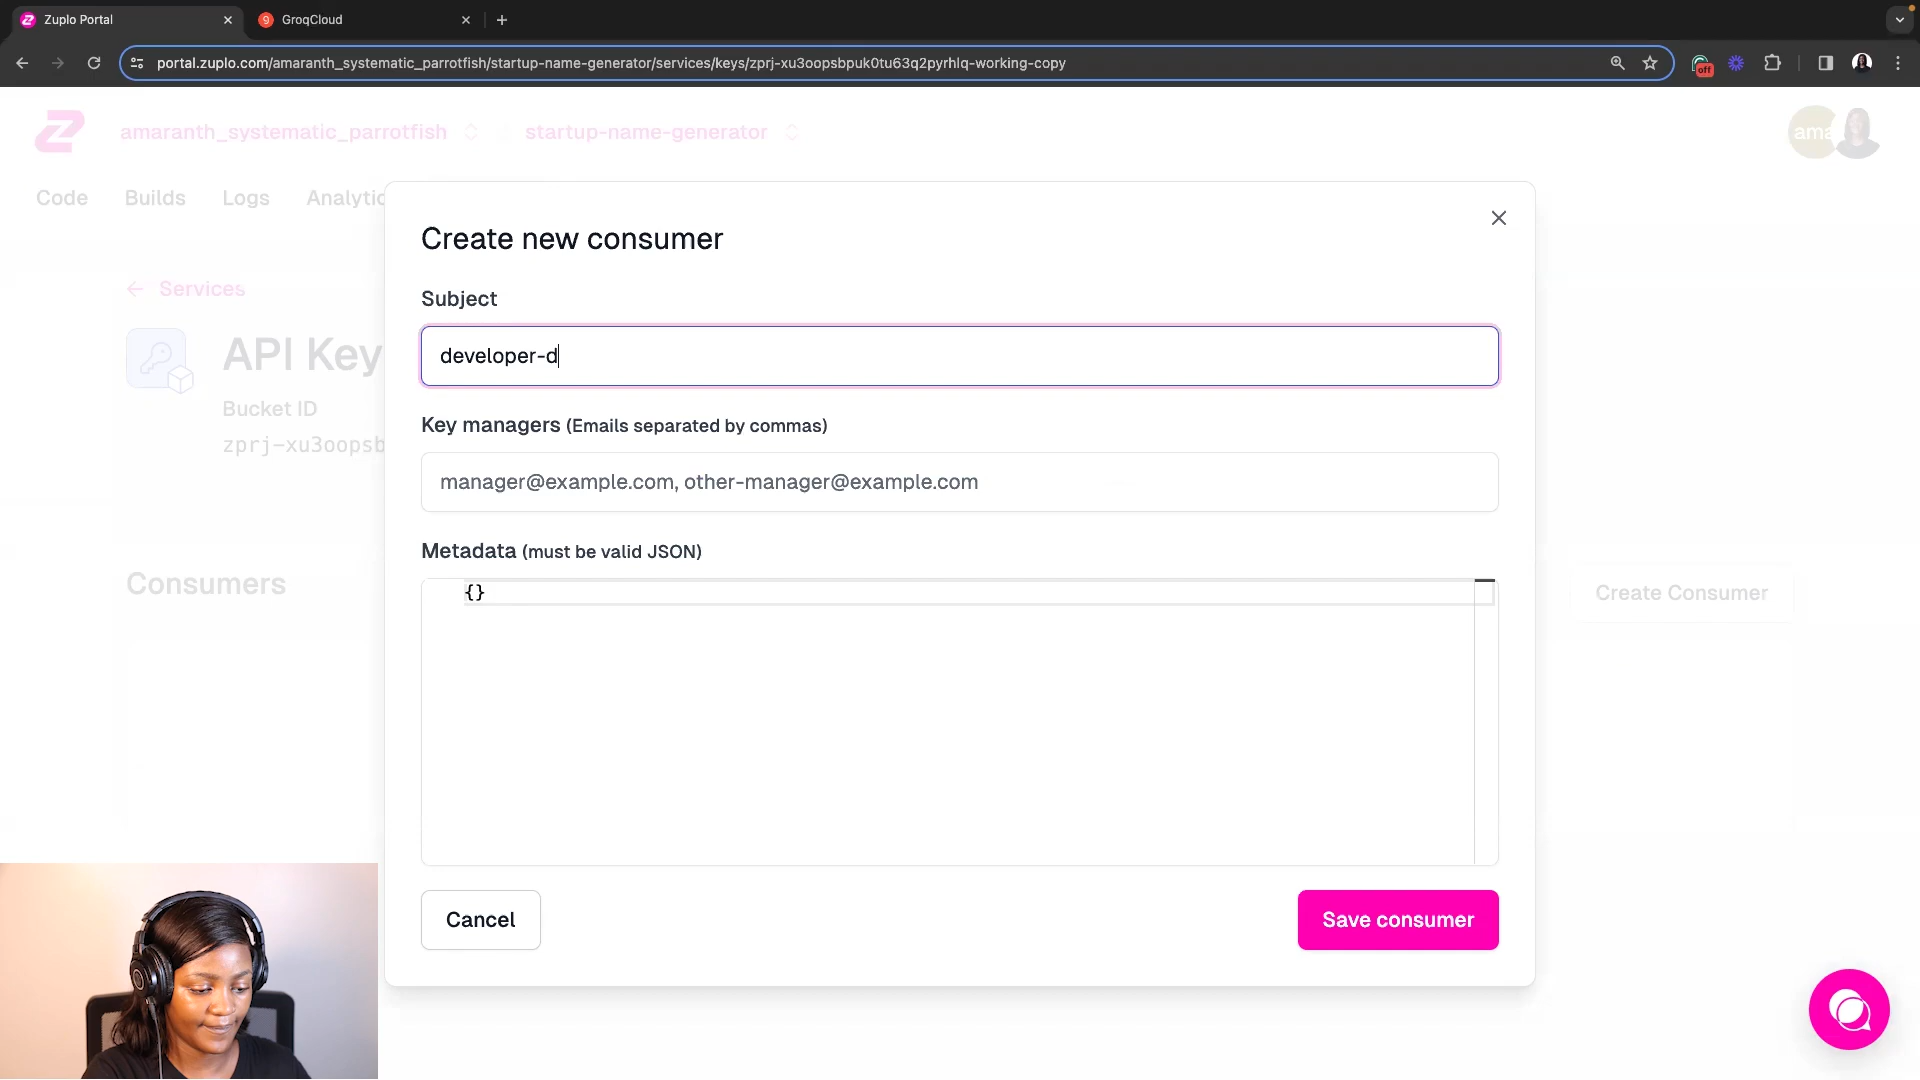 Zuplo Portal
GroqCloud
portal.zuplo.com/amaranth_systematic_parrotfish/startup-name-generator/services/keys/zprj-xu3oopsbpuk0tu63q2pyrhlq-working-copy
off
amaranth_systematic_parrotfish
startup-name-generator
ama
Code
Builds
Logs
Analytic
Create new consumer
Services
Subject
API Key
developer-d
Bucket ID
zprj-xu3oopsb
Key managers (Emails separated by commas)
manager@example.com, other-manager@example.com
Metadata (must be valid JSON)
{}
Consumers
Create Consumer
Cancel
Save consumer